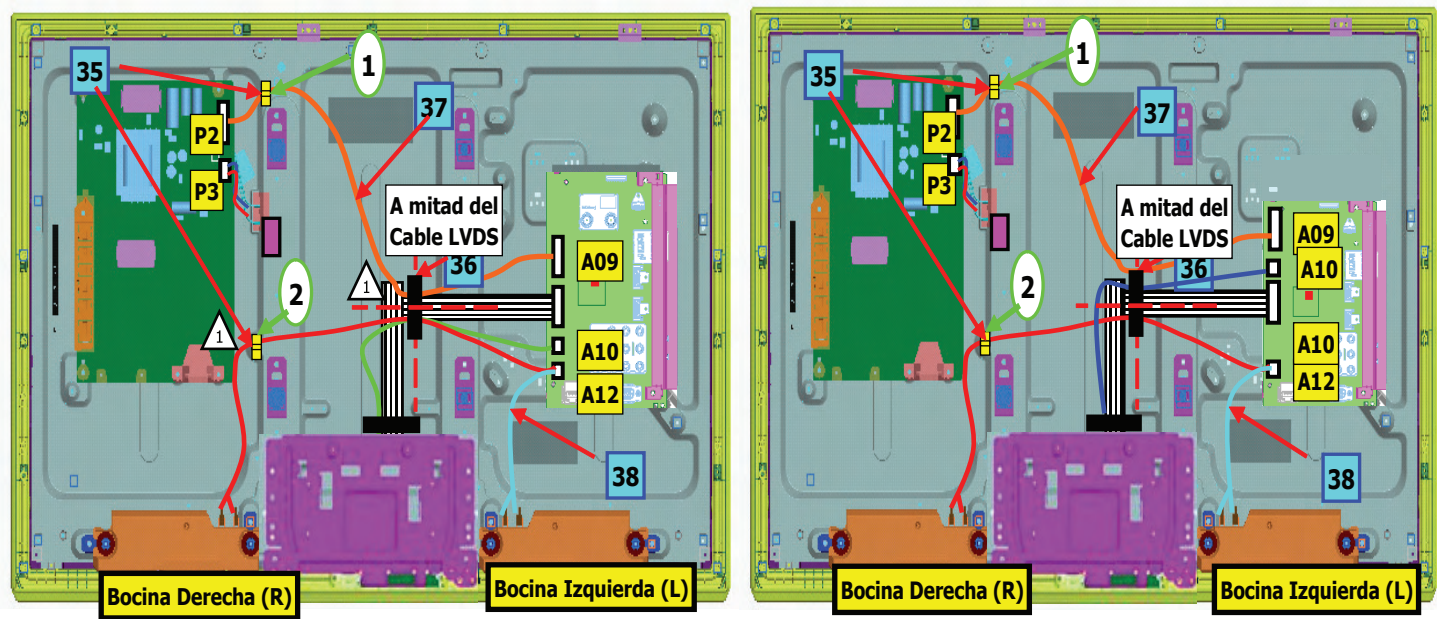 35
1
37
P2
P3
A mitad del
Cable LVDS
36
A09
1
2
1
A10
A12
38
Bocina Derecha (R)
Bocina Izquierda (L)
35
1
37
P2
P3
A mitad del
Cable LVDS
36
A09
A10
2
A10
A12
38
Bocina Derecha (R)
Bocina Izquierda (L)